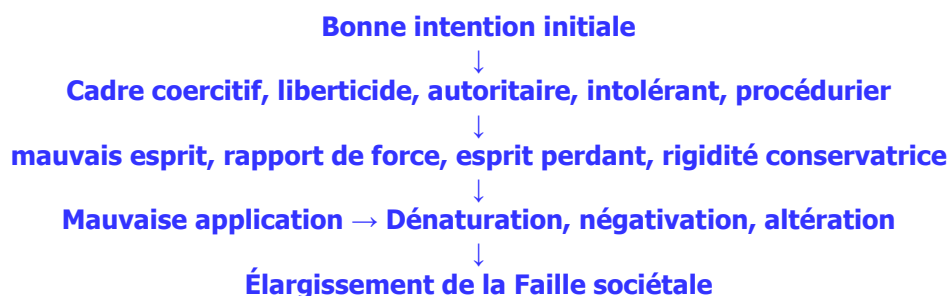 Bonne intention initiale
↓
Cadre coercitif, liberticide, autoritaire, intolérant, procédurier
↓
mauvais esprit, rapport de force, esprit perdant, rigidité conservatrice
↓
Mauvaise application → Dénaturation, négativation, altération
↓
Élargissement de la Faille sociétale